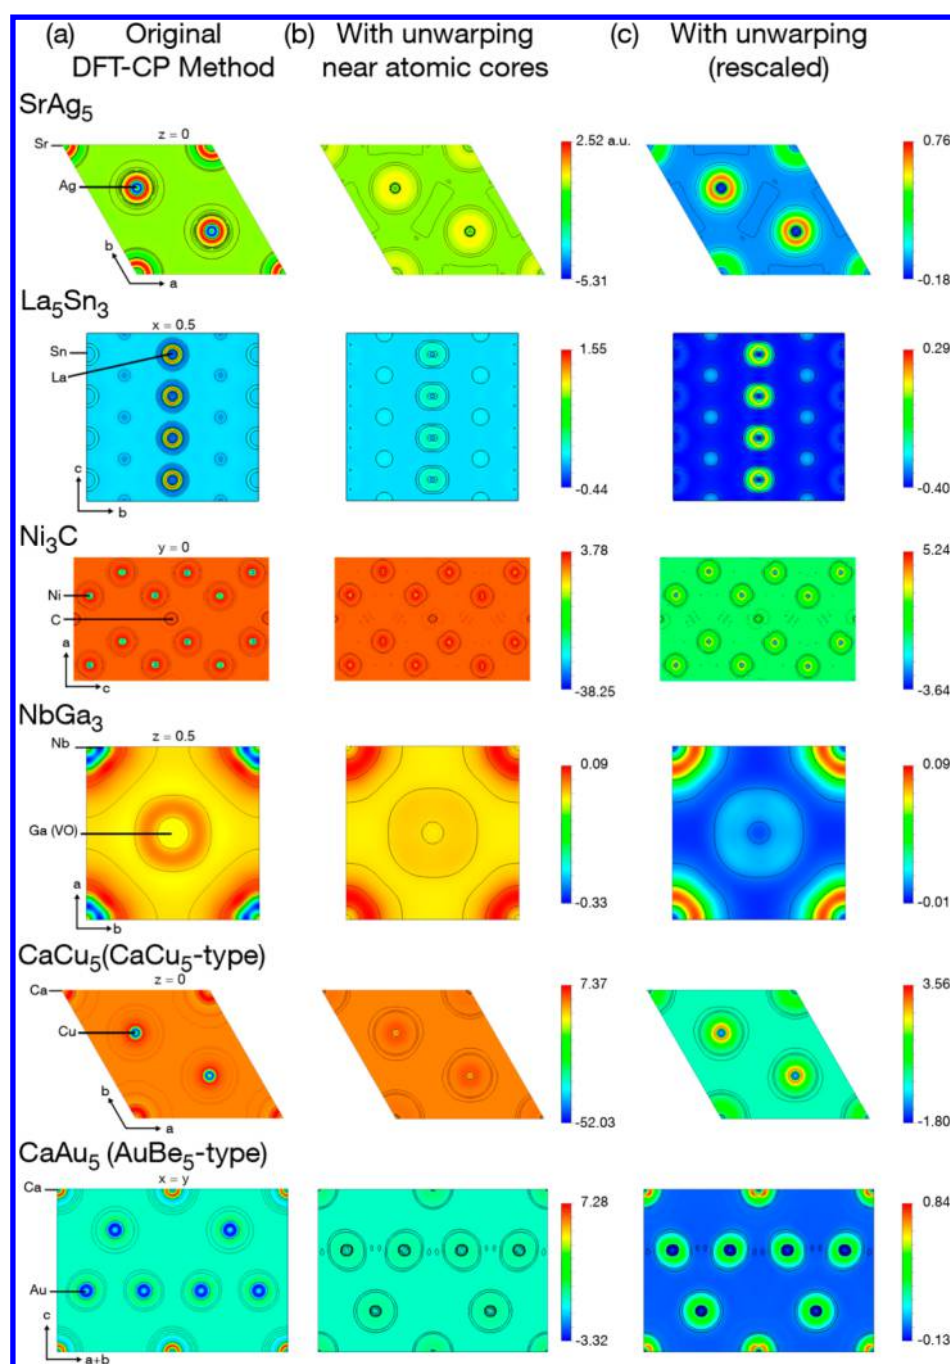 (a) Original (b) With unwarping (c) With unwarping
DFT-CP Method near atomic cores (rescaled)
SrAg5
z = 0
Sr
Ag
b
a
2.52 a.u.
-5.31
0.76
-0.18
La5Sn3
x = 0.5
Sn
La
c
b
1.55
-0.44
0.29
-0.40
Ni3C
y = 0
Ni
C
a
c
3.78
-38.25
5.24
-3.64
NbGa3
z = 0.5
Nb
Ga (VO)
a
b
0.09
-0.33
0.09
-0.01
CaCu5(CaCu5-type)
z = 0
Ca
Cu
b
a
7.37
-52.03
3.56
-1.80
CaAu5 (AuBe5-type)
x = y
Ca
Au
c
a+b
7.28
-3.32
0.84
-0.13